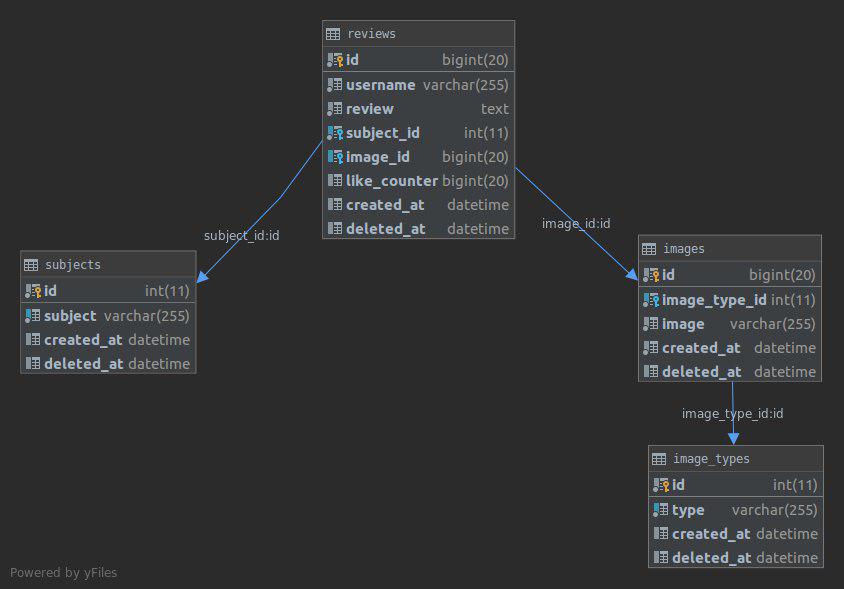 reviews
id bigint(20)
username varchar(255)
review text
subject_id int(11)
image_id bigint(20)
like_counter bigint(20)
created_at datetime
deleted_at datetime
subject_id:id
image_id:id
subjects
id int(11)
subject varchar(255)
created_at datetime
deleted_at datetime
images
id bigint(20)
image_type_id int(11)
image varchar(255)
created_at datetime
deleted_at datetime
image_type_id:id
image_types
id int(11)
type varchar(255)
created_at datetime
deleted_at datetime
Powered by yFiles